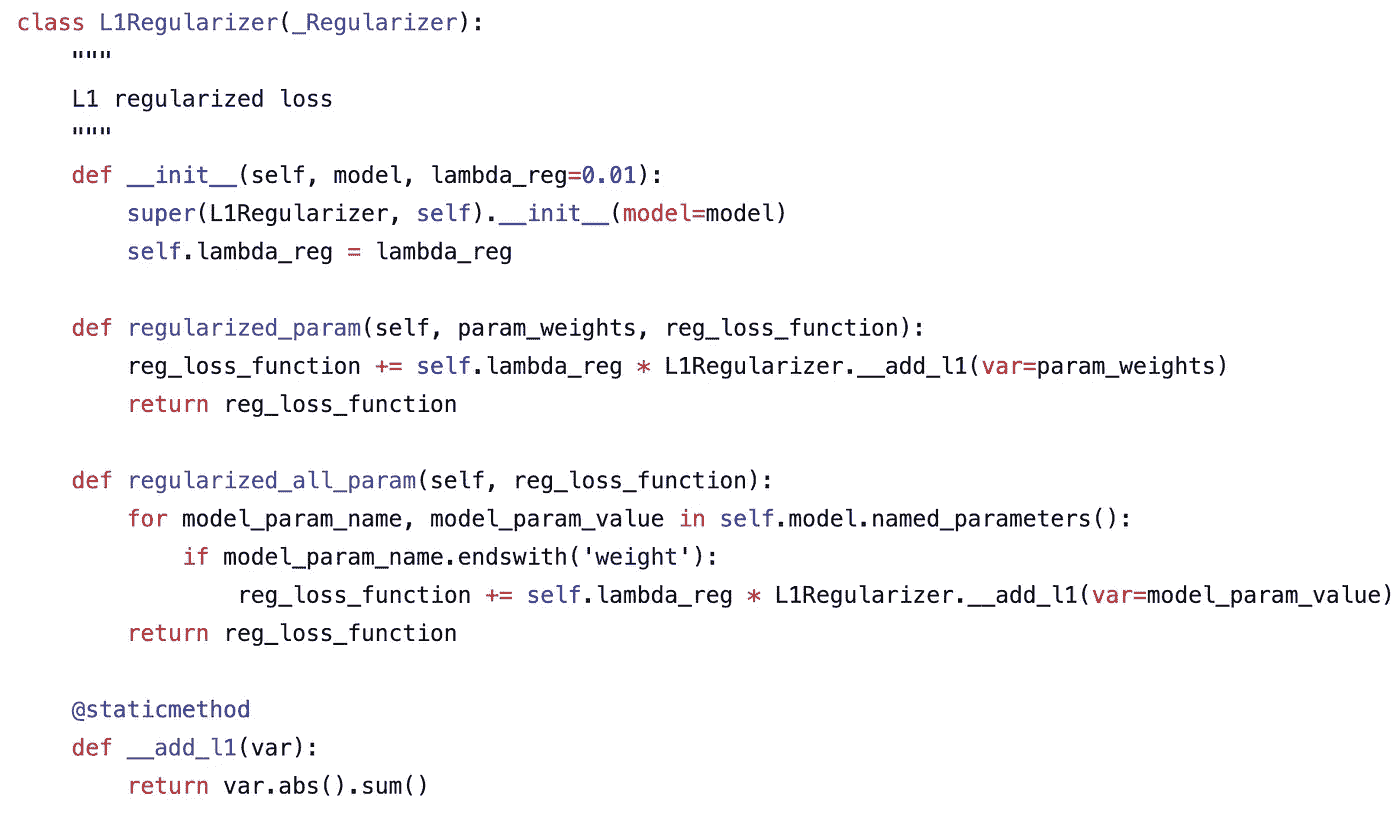 class L1Regularizer(_Regularizer):
    """
    L1 regularized loss
    """
    def __init__(self, model, lambda_reg=0.01):
        super(L1Regularizer, self).__init__(model=model)
        self.lambda_reg = lambda_reg

    def regularized_param(self, param_weights, reg_loss_function):
        reg_loss_function += self.lambda_reg * L1Regularizer.__add_l1(var=param_weights)
        return reg_loss_function

    def regularized_all_param(self, reg_loss_function):
        for model_param_name, model_param_value in self.model.named_parameters():
            if model_param_name.endswith('weight'):
                reg_loss_function += self.lambda_reg * L1Regularizer.__add_l1(var=model_param_value)
        return reg_loss_function

    @staticmethod
    def __add_l1(var):
        return var.abs().sum()